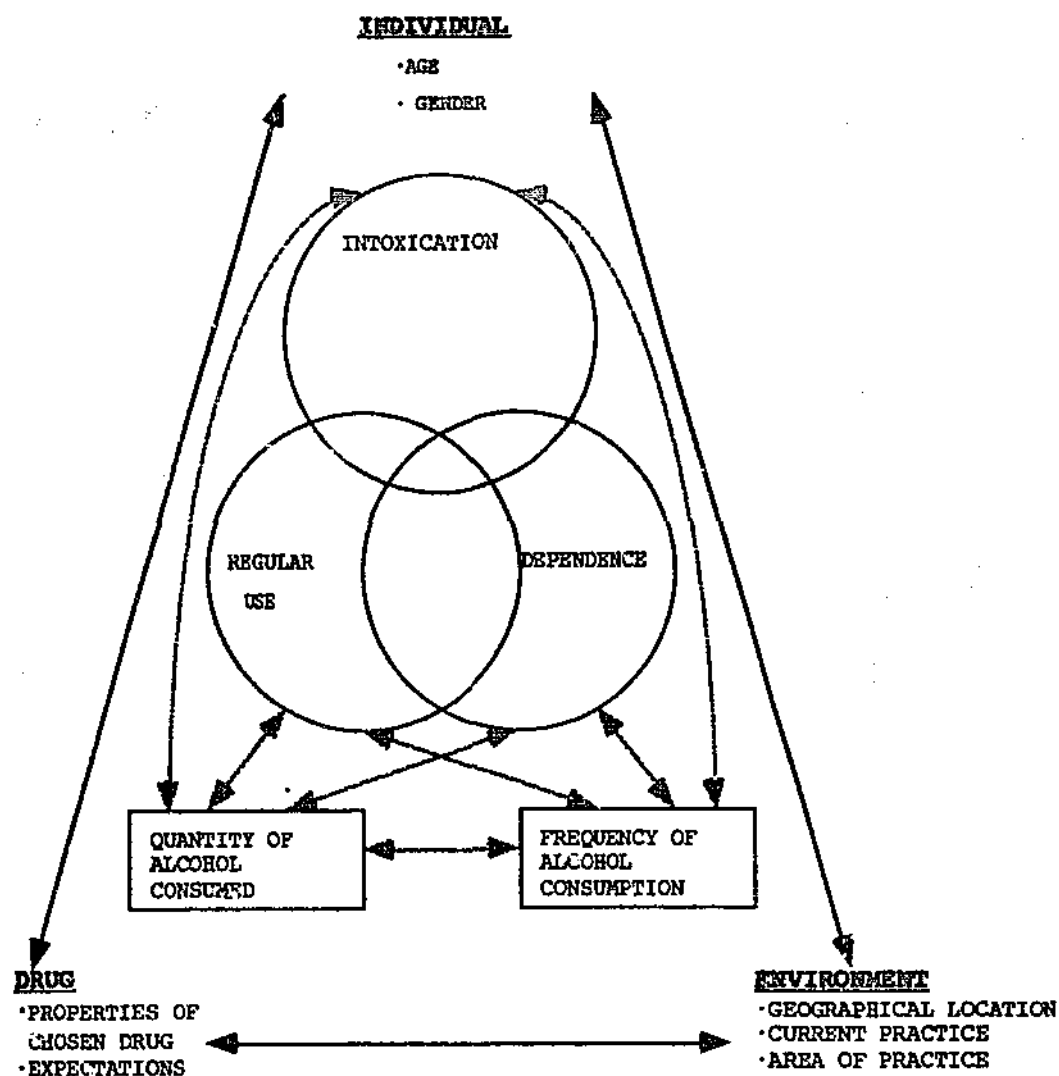 INDIVIDUAL
·AGE
· GENDER
INTOXICATION
REGULAR
USE
DEPENDENCE
QUANTITY OF
ALCOHOL
CONSUMED
FREQUENCY OF
ALCOHOL
CONSUMPTION
DRUG
·PROPERTIES OF
CHOSEN DRUG
·EXPECTATIONS
ENVIRONMENT
·GEOGRAPHICAL LOCATION
·CURRENT PRACTICE
·AREA OF PRACTICE